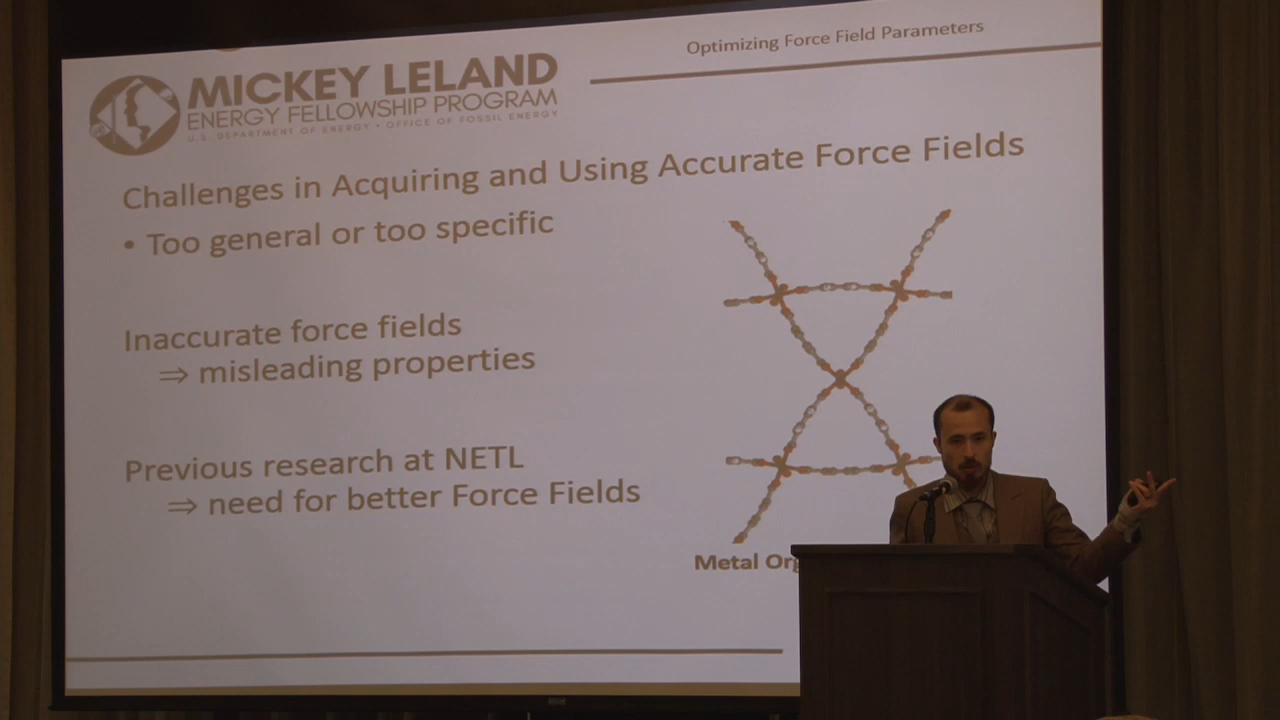 Optimizing Force Field Parameters
MICKEY LELAND
ENERGY FELLOWSHIP PROGRAM
U.S. DEPARTMENT OF ENERGY • OFFICE OF FOSSIL ENERGY
Challenges in Acquiring and Using Accurate Force Fields
• Too general or too specific
Inaccurate force fields
⇒ misleading properties
Previous research at NETL
⇒ need for better Force Fields
Metal